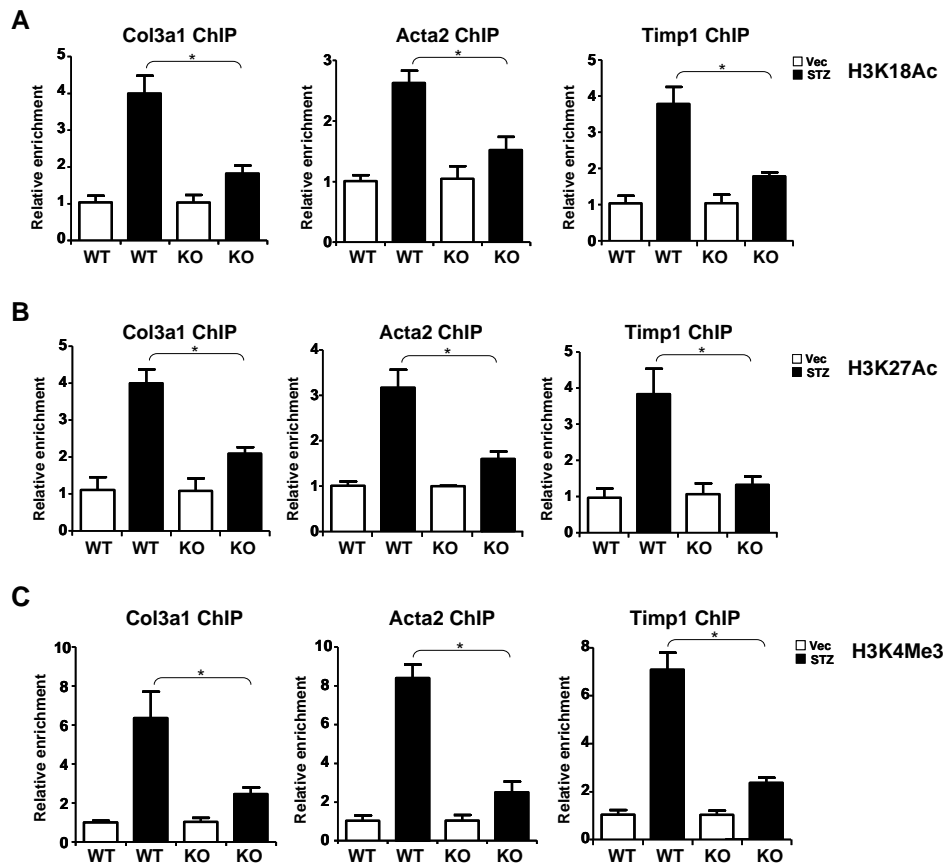 A
Col3a1 ChIP
Relative enrichment
5
4
3
2
1
0
WT WT KO KO
*
Acta2 ChIP
Relative enrichment
3
2
1
0
WT WT KO KO
*
Timp1 ChIP
Relative enrichment
5
4
3
2
1
0
WT WT KO KO
*
Vec
STZ
H3K18Ac
B
Col3a1 ChIP
Relative enrichment
5
4
3
2
1
0
WT WT KO KO
*
Acta2 ChIP
Relative enrichment
4
3
2
1
0
WT WT KO KO
*
Timp1 ChIP
Relative enrichment
5
4
3
2
1
0
WT WT KO KO
*
Vec
STZ
H3K27Ac
C
Col3a1 ChIP
Relative enrichment
10
8
6
4
2
0
WT WT KO KO
*
Acta2 ChIP
Relative enrichment
10
8
6
4
2
0
WT WT KO KO
*
Timp1 ChIP
Relative enrichment
8
6
4
2
0
WT WT KO KO
*
Vec
STZ
H3K4Me3